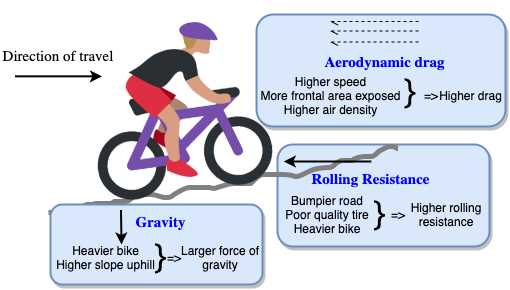 Direction of travel
Aerodynamic drag
Higher speed
More frontal area exposed
Higher air density
=>Higher drag
Rolling Resistance
Bumpier road
Poor quality tire
Heavier bike
=>
Higher rolling
resistance
Gravity
Heavier bike
Higher slope uphill
=>
Larger force of
gravity